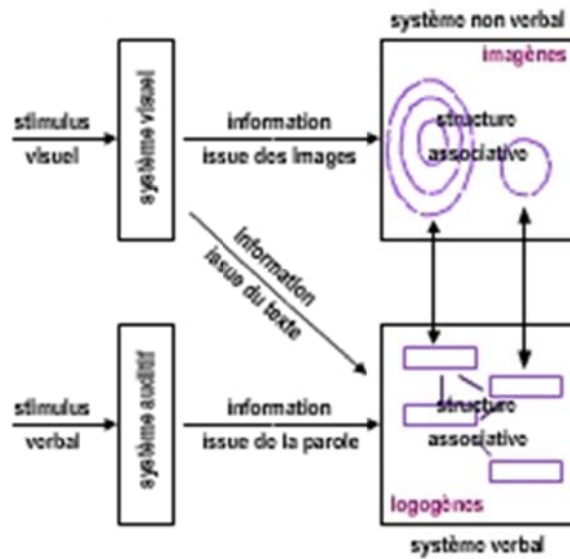 système non verbal
imagènes
stimulus
visuel
système visuel
information
issue des images
structure
associative
information
issue du texte
stimulus
verbal
système auditif
information
issue de la parole
structure
associative
logogènes
système verbal